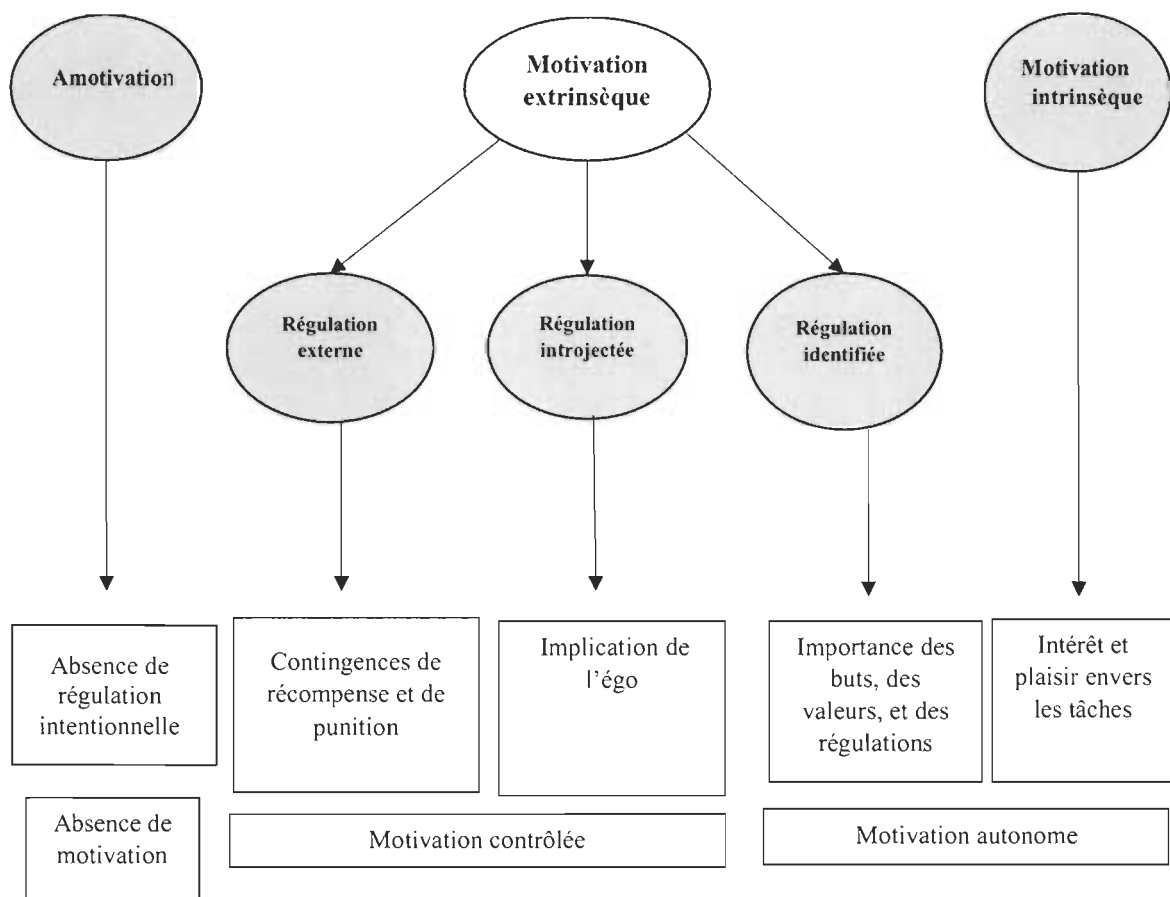 Amotivation
Motivation
extrinsèque
Motivation
intrinsèque
Régulation
externe
Régulation
introjectée
Régulation
identifiée
Absence de
régulation
intentionnelle
Contingences de
récompense et de
punition
Implication de
l'égo
Importance des
buts, des
valeurs, et des
régulations
Intérêt et
plaisir envers
les tâches
Absence de
motivation
Motivation contrôlée
Motivation autonome